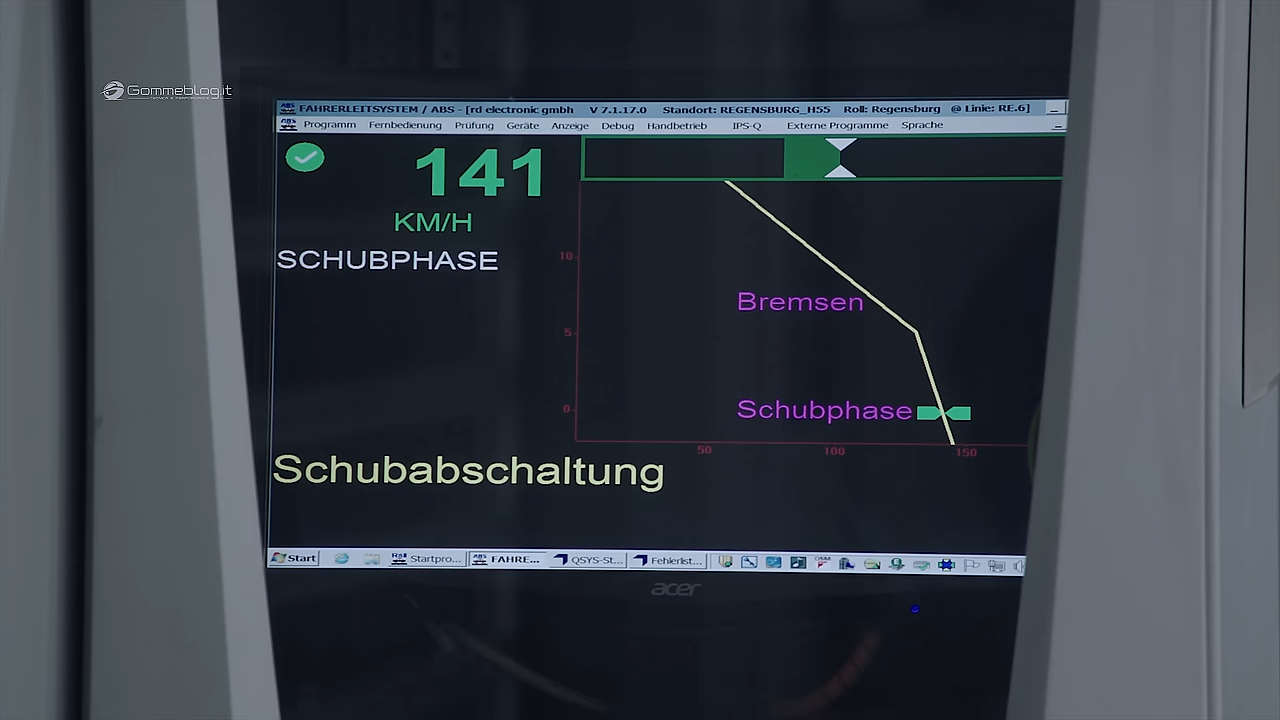 Gommeblog.it
FAHRERLEITSYSTEM / ABS - [rd electronic gmbh V 7.1.17.0 Standort: REGENSBURG_H55 Roll: Regensburg @ Linie: RE.6]
Programm Fernbedienung Prüfung Geräte Anzeige Debug Handbetrieb IPS-Q Externe Programme Sprache
141
KM/H
SCHUBPHASE
10
Bremsen
5
Schubphase
0
50 100 150
Schubabschaltung
Start Startpro... FAHRE... QSYS-St... Fehlerlist...
acer